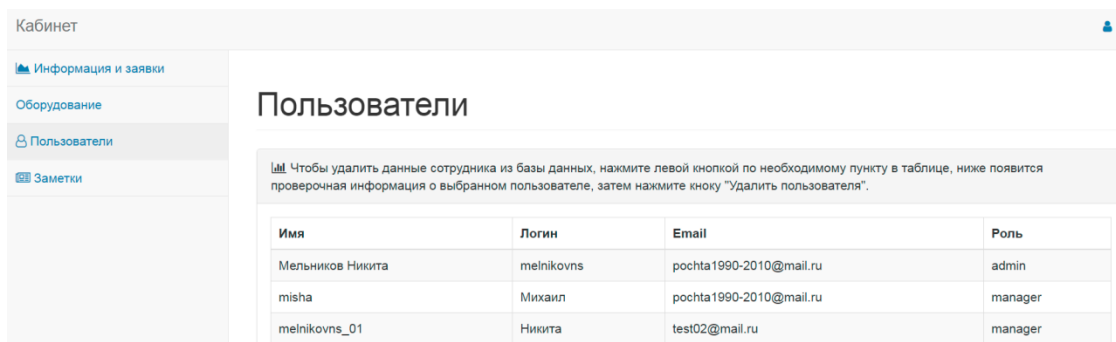 Кабинет
Информация и заявки
Оборудование
Пользователи
Заметки
Пользователи
Чтобы удалить данные сотрудника из базы данных, нажмите левой кнопкой по необходимому пункту в таблице, ниже появится
проверочная информация о выбранном пользователе, затем нажмите кноку "Удалить пользователя".
Имя Логин Email Роль
Мельников Никита melnikovns pochta1990-2010@mail.ru admin
misha Михаил pochta1990-2010@mail.ru manager
melnikovns_01 Никита test02@mail.ru manager